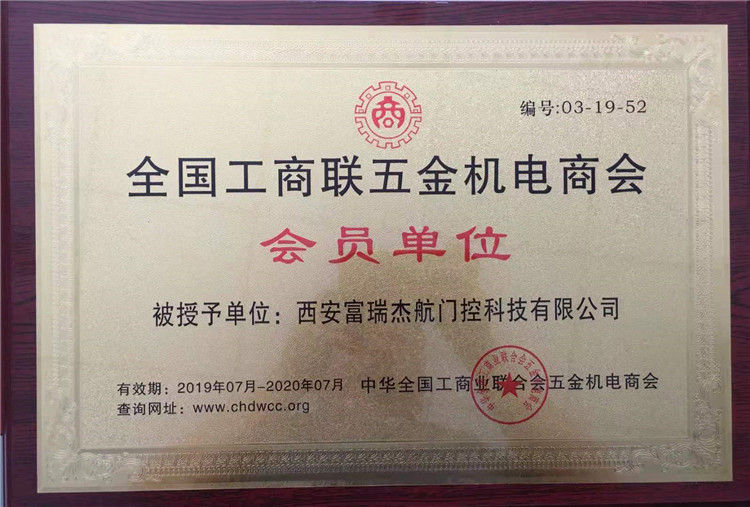 商
编号:03-19-52
全国工商联五金机电商会
会员单位
被授予单位：西安富瑞杰航门控科技有限公司
有效期：2019年07月-2020年07月
中华全国工商业联合会五金机电商会
查询网址：www.chdwcc.org